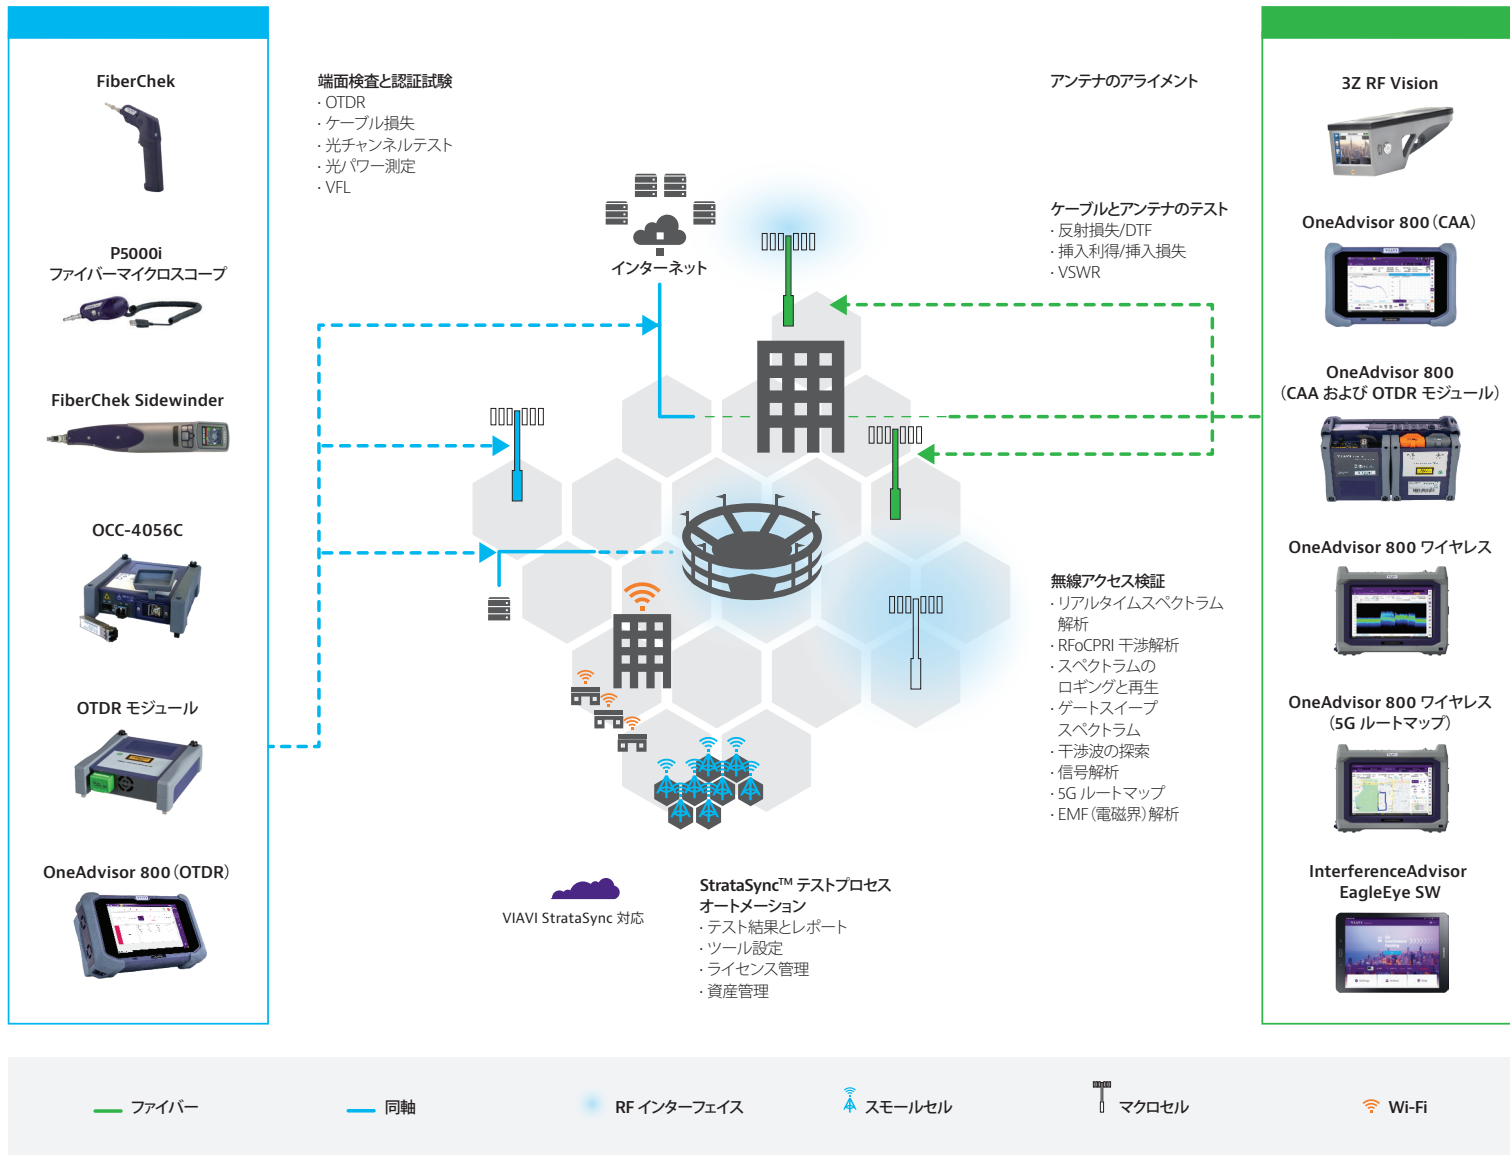 FiberChek
P5000i
ファイバーマイクロスコープ
FiberChek Sidewinder
OCC-4056C
OTDR モジュール
OneAdvisor 800（OTDR）
端面検査と認証試験
· OTDR
· ケーブル損失
· 光チャンネルテスト
· 光パワー測定
· VFL
インターネット
アンテナのアライメント
ケーブルとアンテナのテスト
· 反射損失/DTF
· 挿入利得/挿入損失
· VSWR
無線アクセス検証
· リアルタイムスペクトラム
解析
· RFoCPRI 干渉解析
· スペクトラムの
ロギングと再生
· ゲートスイープ
スペクトラム
· 干渉波の探索
· 信号解析
· 5G ルートマップ
· EMF（電磁界）解析
VIAVI StrataSync 対応
StrataSync™ テストプロセス
オートメーション
· テスト結果とレポート
· ツール設定
· ライセンス管理
· 資産管理
3Z RF Vision
OneAdvisor 800（CAA）
OneAdvisor 800
（CAA および OTDR モジュール）
OneAdvisor 800 ワイヤレス
OneAdvisor 800 ワイヤレス
（5G ルートマップ）
InterferenceAdvisor
EagleEye SW
ファイバー
同軸
RF インターフェイス
スモールセル
マクロセル
Wi-Fi